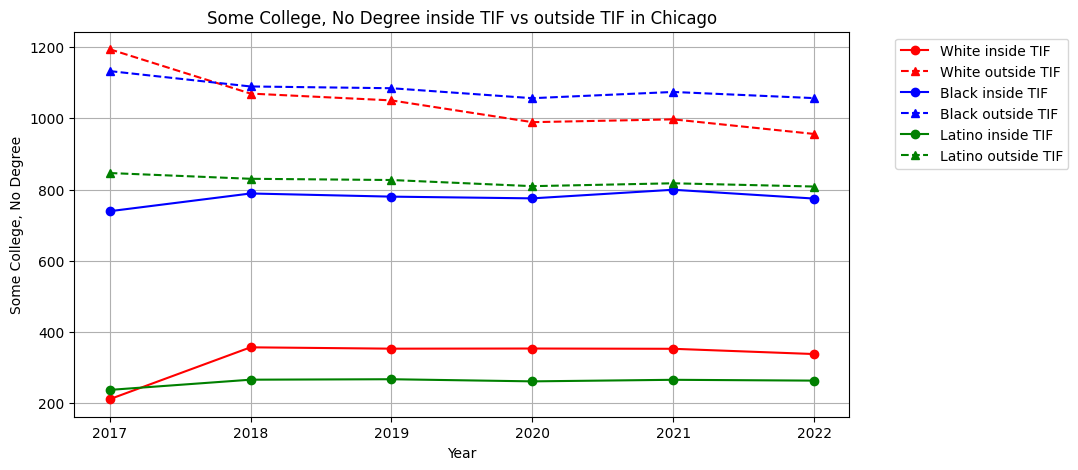 Some College, No Degree inside TIF vs outside TIF in Chicago
Some College, No Degree
1200
1000
800
600
400
200
2017 2018 2019 2020 2021 2022
Year
White inside TIF
White outside TIF
Black inside TIF
Black outside TIF
Latino inside TIF
Latino outside TIF